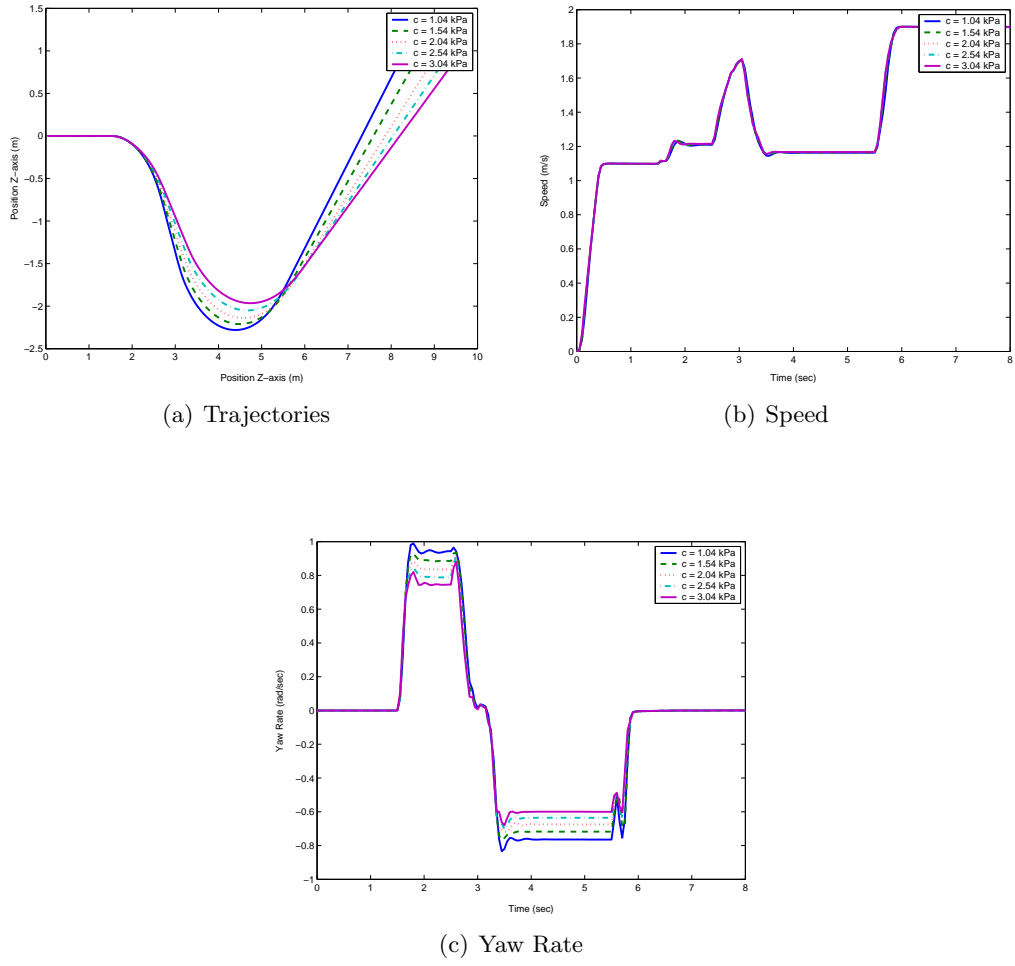 1.5
1
0.5
0
−0.5
−1
−1.5
−2
−2.5
Position Z−axis (m)
0 1 2 3 4 5 6 7 8 9 10
Position Z−axis (m)
c = 1.04 kPa
c = 1.54 kPa
c = 2.04 kPa
c = 2.54 kPa
c = 3.04 kPa
(a) Trajectories
2
1.8
1.6
1.4
1.2
1
0.8
0.6
0.4
0.2
0
Speed (m/s)
0 1 2 3 4 5 6 7 8
Time (sec)
c = 1.04 kPa
c = 1.54 kPa
c = 2.04 kPa
c = 2.54 kPa
c = 3.04 kPa
(b) Speed
1
0.8
0.6
0.4
0.2
0
−0.2
−0.4
−0.6
−0.8
−1
Yaw Rate (rad/sec)
0 1 2 3 4 5 6 7 8
Time (sec)
c = 1.04 kPa
c = 1.54 kPa
c = 2.04 kPa
c = 2.54 kPa
c = 3.04 kPa
(c) Yaw Rate